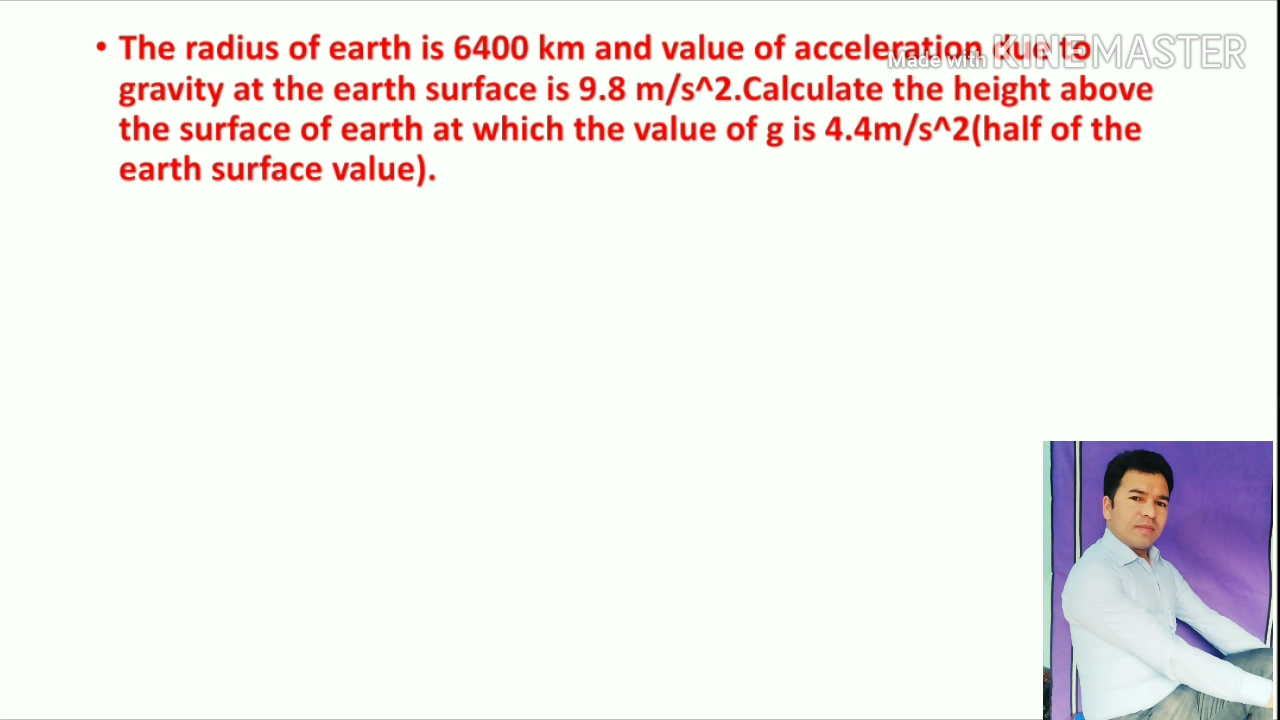 • The radius of earth is 6400 km and value of acceleration due to
Made with KINEMASTER
gravity at the earth surface is 9.8 m/s^2.Calculate the height above
the surface of earth at which the value of g is 4.4m/s^2(half of the
earth surface value).